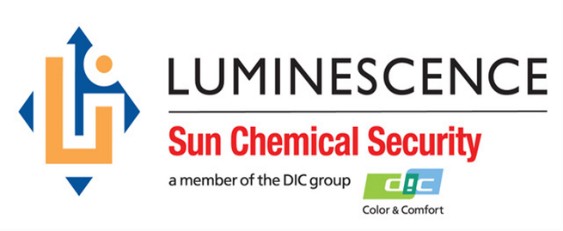 LUMINESCENCE
Sun Chemical Security
a member of the DIC group
dic
Color & Comfort